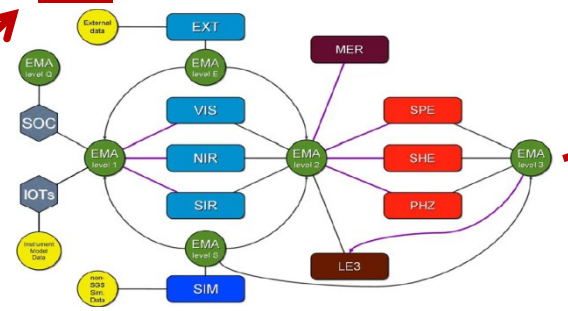 External
data
EXT
MER
EMA
level Q
EMA
level E
SOC
VIS
SPE
EMA
level 1
NIR
EMA
level 2
SHE
EMA
level 3
IOTs
SIR
PHZ
Instrument
Model
Data
EMA
level S
LE3
non-
SGS
Sim.
Data
SIM